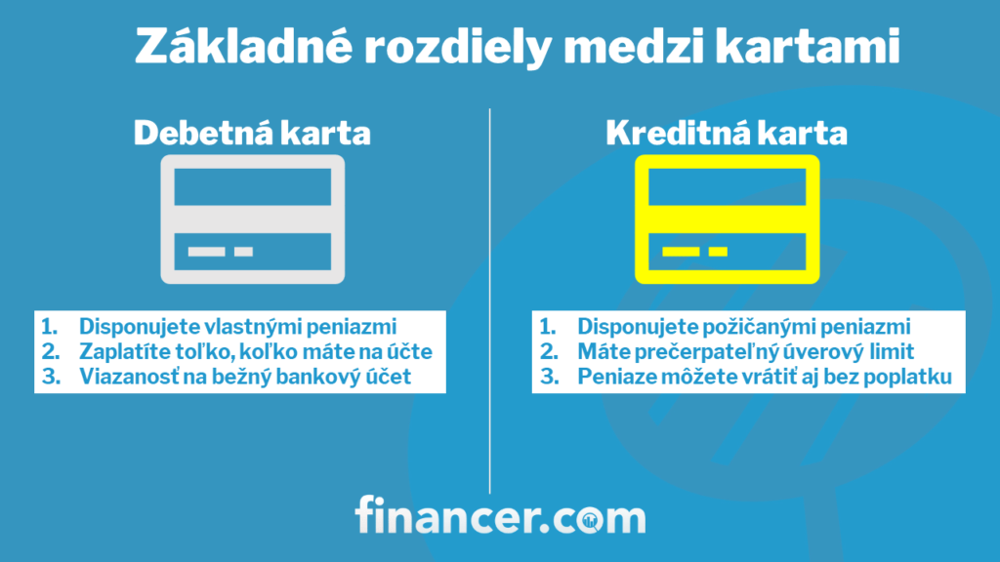 Základné rozdiely medzi kartami
Debetná karta
1. Disponujete vlastnými peniazmi
2. Zaplatíte toľko, koľko máte na účte
3. Viazanosť na bežný bankový účet
Kreditná karta
1. Disponujete požičanými peniazmi
2. Máte prečerpateľný úverový limit
3. Peniaze môžete vrátiť aj bez poplatku
financer.com